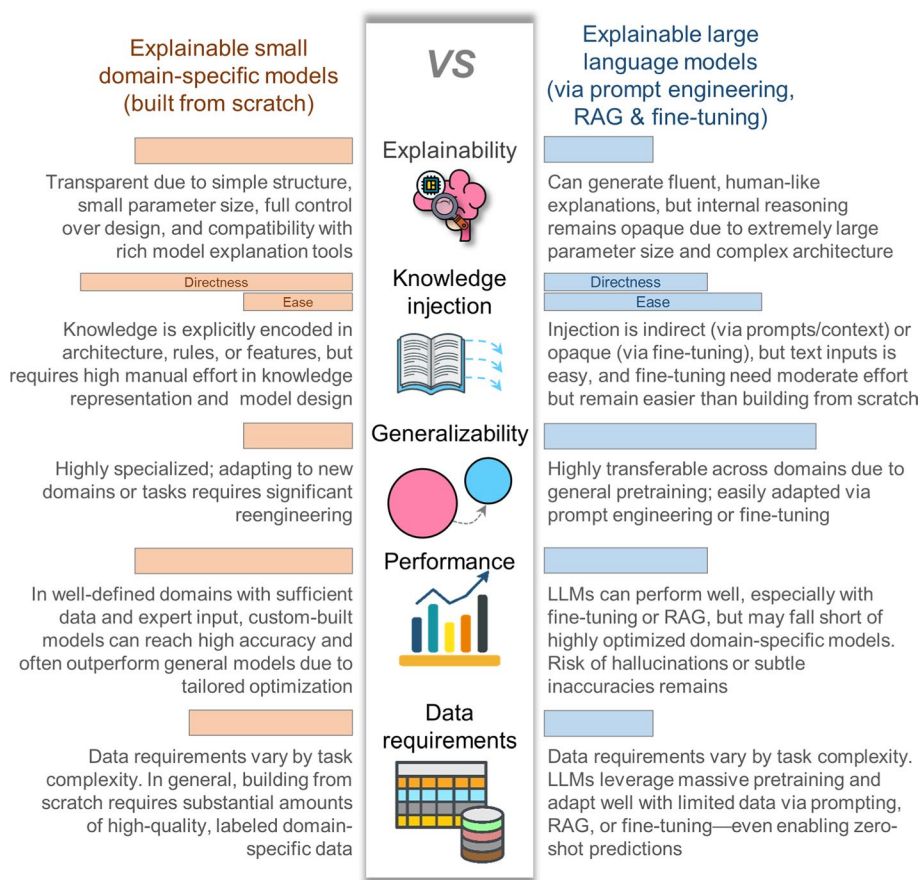 Explainable small
domain-specific models
(built from scratch)
VS
Explainable large
language models
(via prompt engineering,
RAG & fine-tuning)
Explainability
Transparent due to simple structure,
small parameter size, full control
over design, and compatibility with
rich model explanation tools
Can generate fluent, human-like
explanations, but internal reasoning
remains opaque due to extremely large
parameter size and complex architecture
Knowledge
injection
Directness
Ease
Knowledge is explicitly encoded in
architecture, rules, or features, but
requires high manual effort in knowledge
representation and model design
Directness
Ease
Injection is indirect (via prompts/context) or
opaque (via fine-tuning), but text inputs is
easy, and fine-tuning need moderate effort
but remain easier than building from scratch
Generalizability
Highly specialized; adapting to new
domains or tasks requires significant
reengineering
Highly transferable across domains due to
general pretraining; easily adapted via
prompt engineering or fine-tuning
Performance
In well-defined domains with sufficient
data and expert input, custom-built
models can reach high accuracy and
often outperform general models due to
tailored optimization
LLMs can perform well, especially with
fine-tuning or RAG, but may fall short of
highly optimized domain-specific models.
Risk of hallucinations or subtle
inaccuracies remains
Data
requirements
Data requirements vary by task
complexity. In general, building from
scratch requires substantial amounts
of high-quality, labeled domain-
specific data
Data requirements vary by task complexity.
LLMs leverage massive pretraining and
adapt well with limited data via prompting,
RAG, or fine-tuning—even enabling zero-
shot predictions